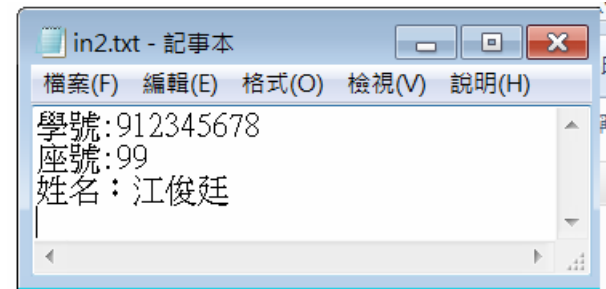 in2.txt - 記事本
檔案(F) 編輯(E) 格式(O) 檢視(V) 說明(H)
學號:912345678
座號:99
姓名：江俊廷